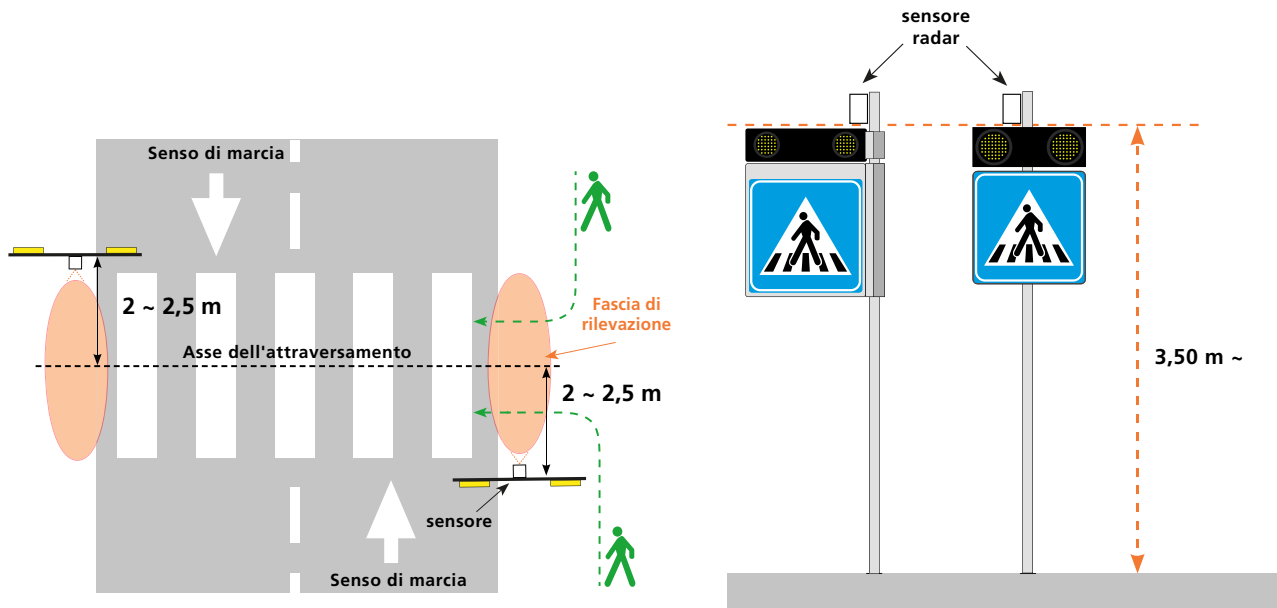 sensore
radar
Senso di marcia
2 ~ 2,5 m
Fascia di
rilevazione
Asse dell'attraversamento
3,50 m ~
2 ~ 2,5 m
sensore
Senso di marcia